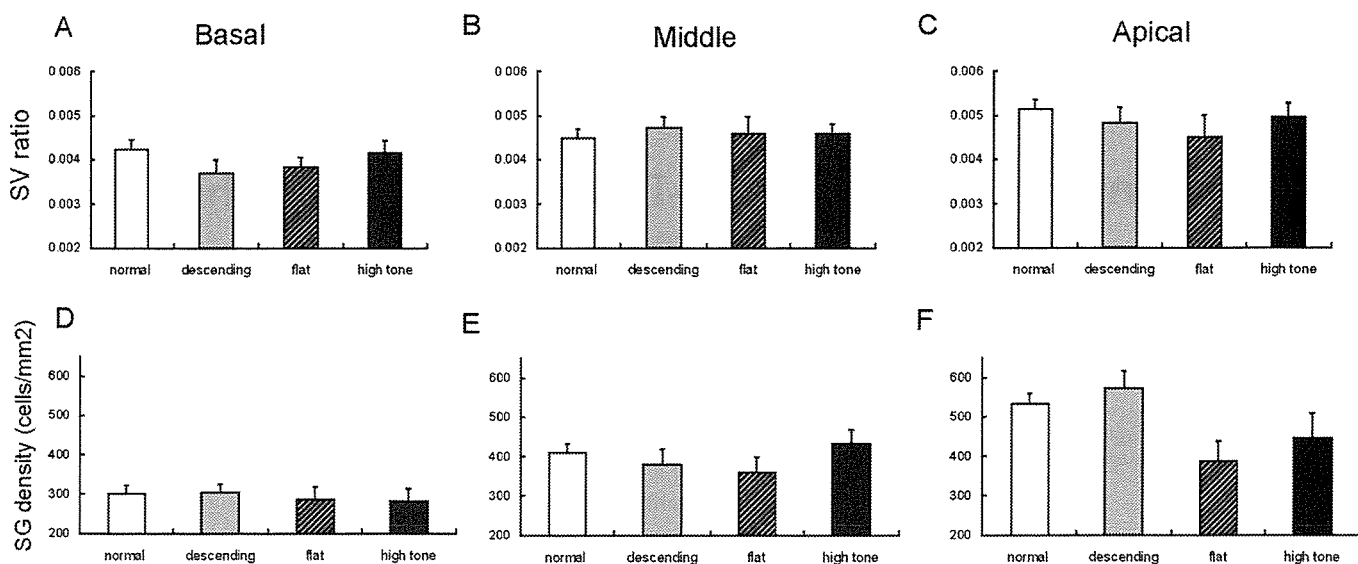 A
Basal
B
Middle
C
Apical
SV ratio
0.006
0.005
0.004
0.003
0.002
normal descending flat high tone
0.006
0.005
0.004
0.003
0.002
normal descending flat high tone
0.006
0.005
0.004
0.003
0.002
normal descending flat high tone
D
E
F
SG density (cells/mm2)
600
500
400
300
200
normal descending flat high tone
600
500
400
300
200
normal descending flat high tone
600
500
400
300
200
normal descending flat high tone